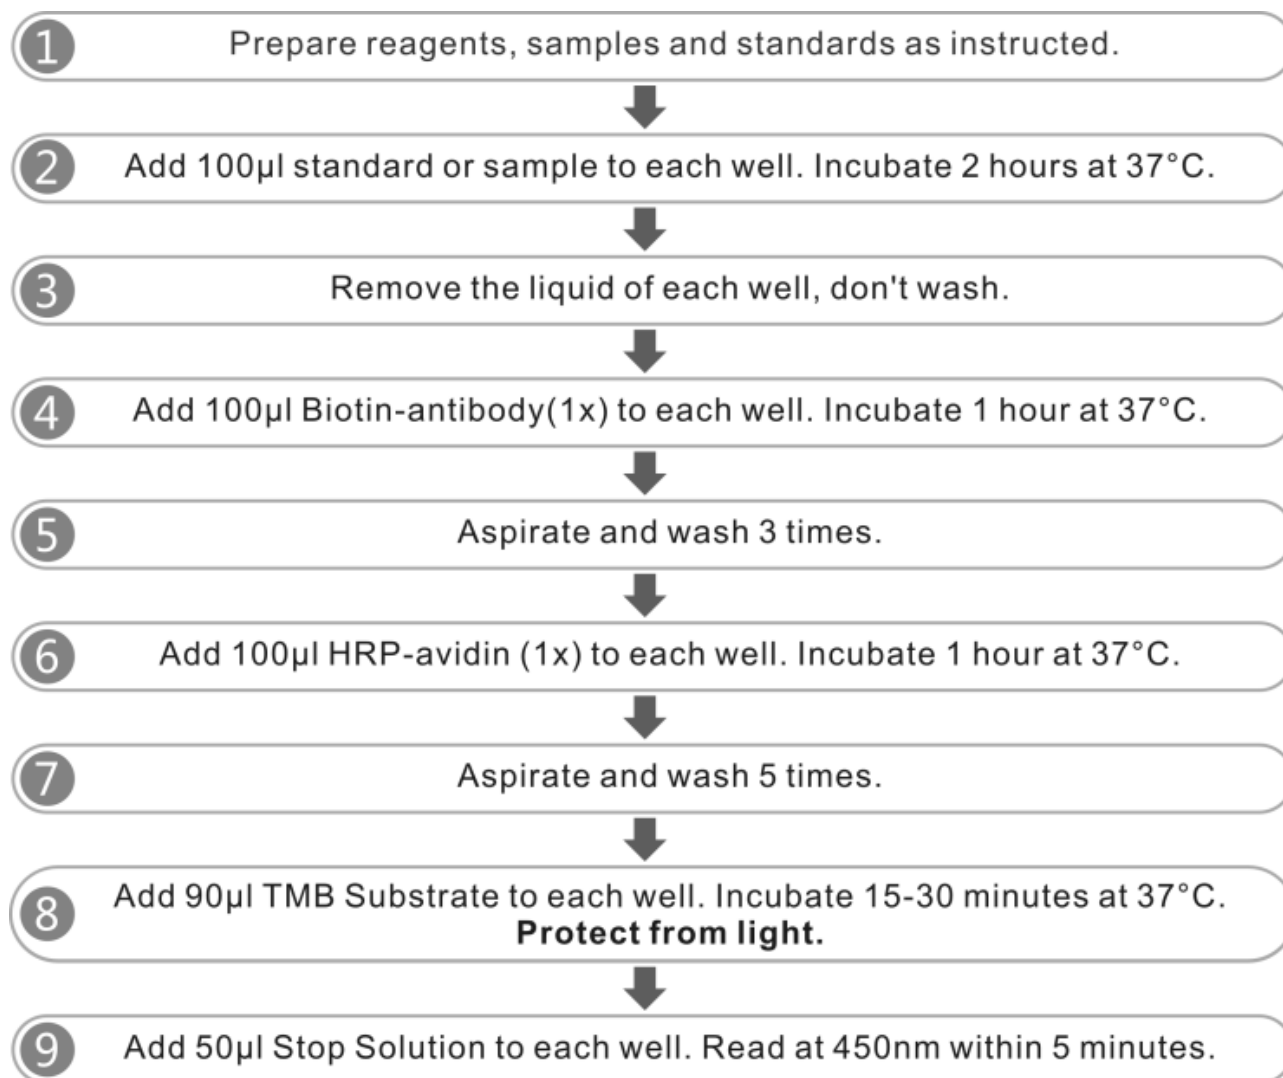 1 Prepare reagents, samples and standards as instructed.
2 Add 100µl standard or sample to each well. Incubate 2 hours at 37°C.
3 Remove the liquid of each well, don't wash.
4 Add 100µl Biotin-antibody(1x) to each well. Incubate 1 hour at 37°C.
5 Aspirate and wash 3 times.
6 Add 100µl HRP-avidin (1x) to each well. Incubate 1 hour at 37°C.
7 Aspirate and wash 5 times.
8 Add 90µl TMB Substrate to each well. Incubate 15-30 minutes at 37°C.
Protect from light.
9 Add 50µl Stop Solution to each well. Read at 450nm within 5 minutes.